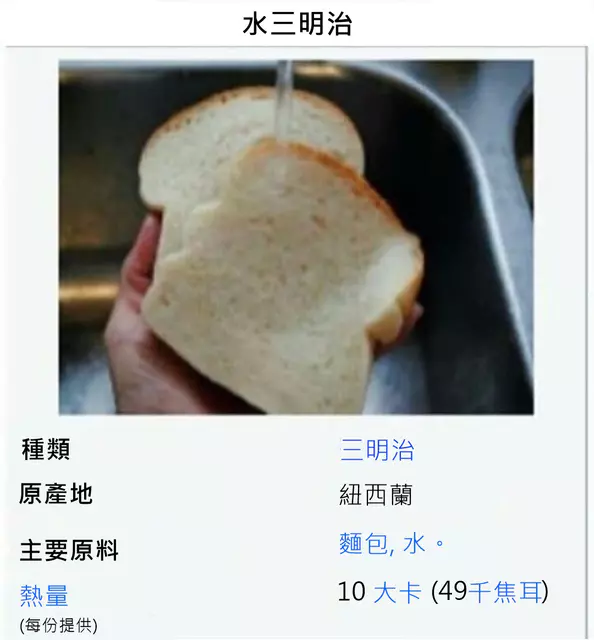 水三明治
種類 三明治
原產地 紐西蘭
主要原料 麵包, 水。
熱量 10 大卡 (49千焦耳)
(每份提供)